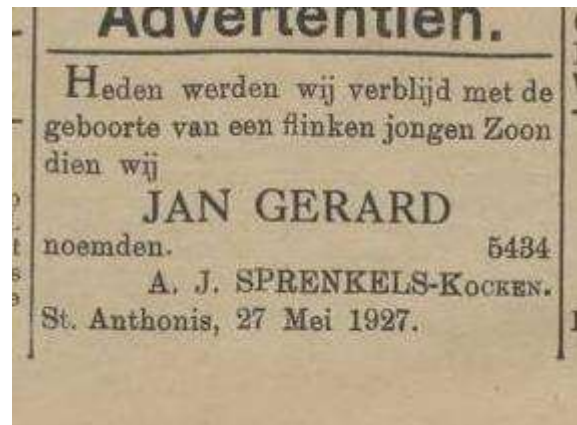 Advertentiën.
Heden werden wij verblijd met de
geboorte van een flinken jongen Zoon
dien wij
JAN GERARD
noemden. 5434
A. J. SPRENKELS-KOCKEN.
St. Anthonis, 27 Mei 1927.